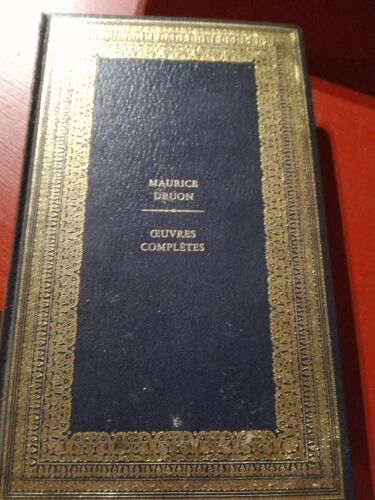 MAURICE
DRUON
ŒUVRES
COMPLÈTES